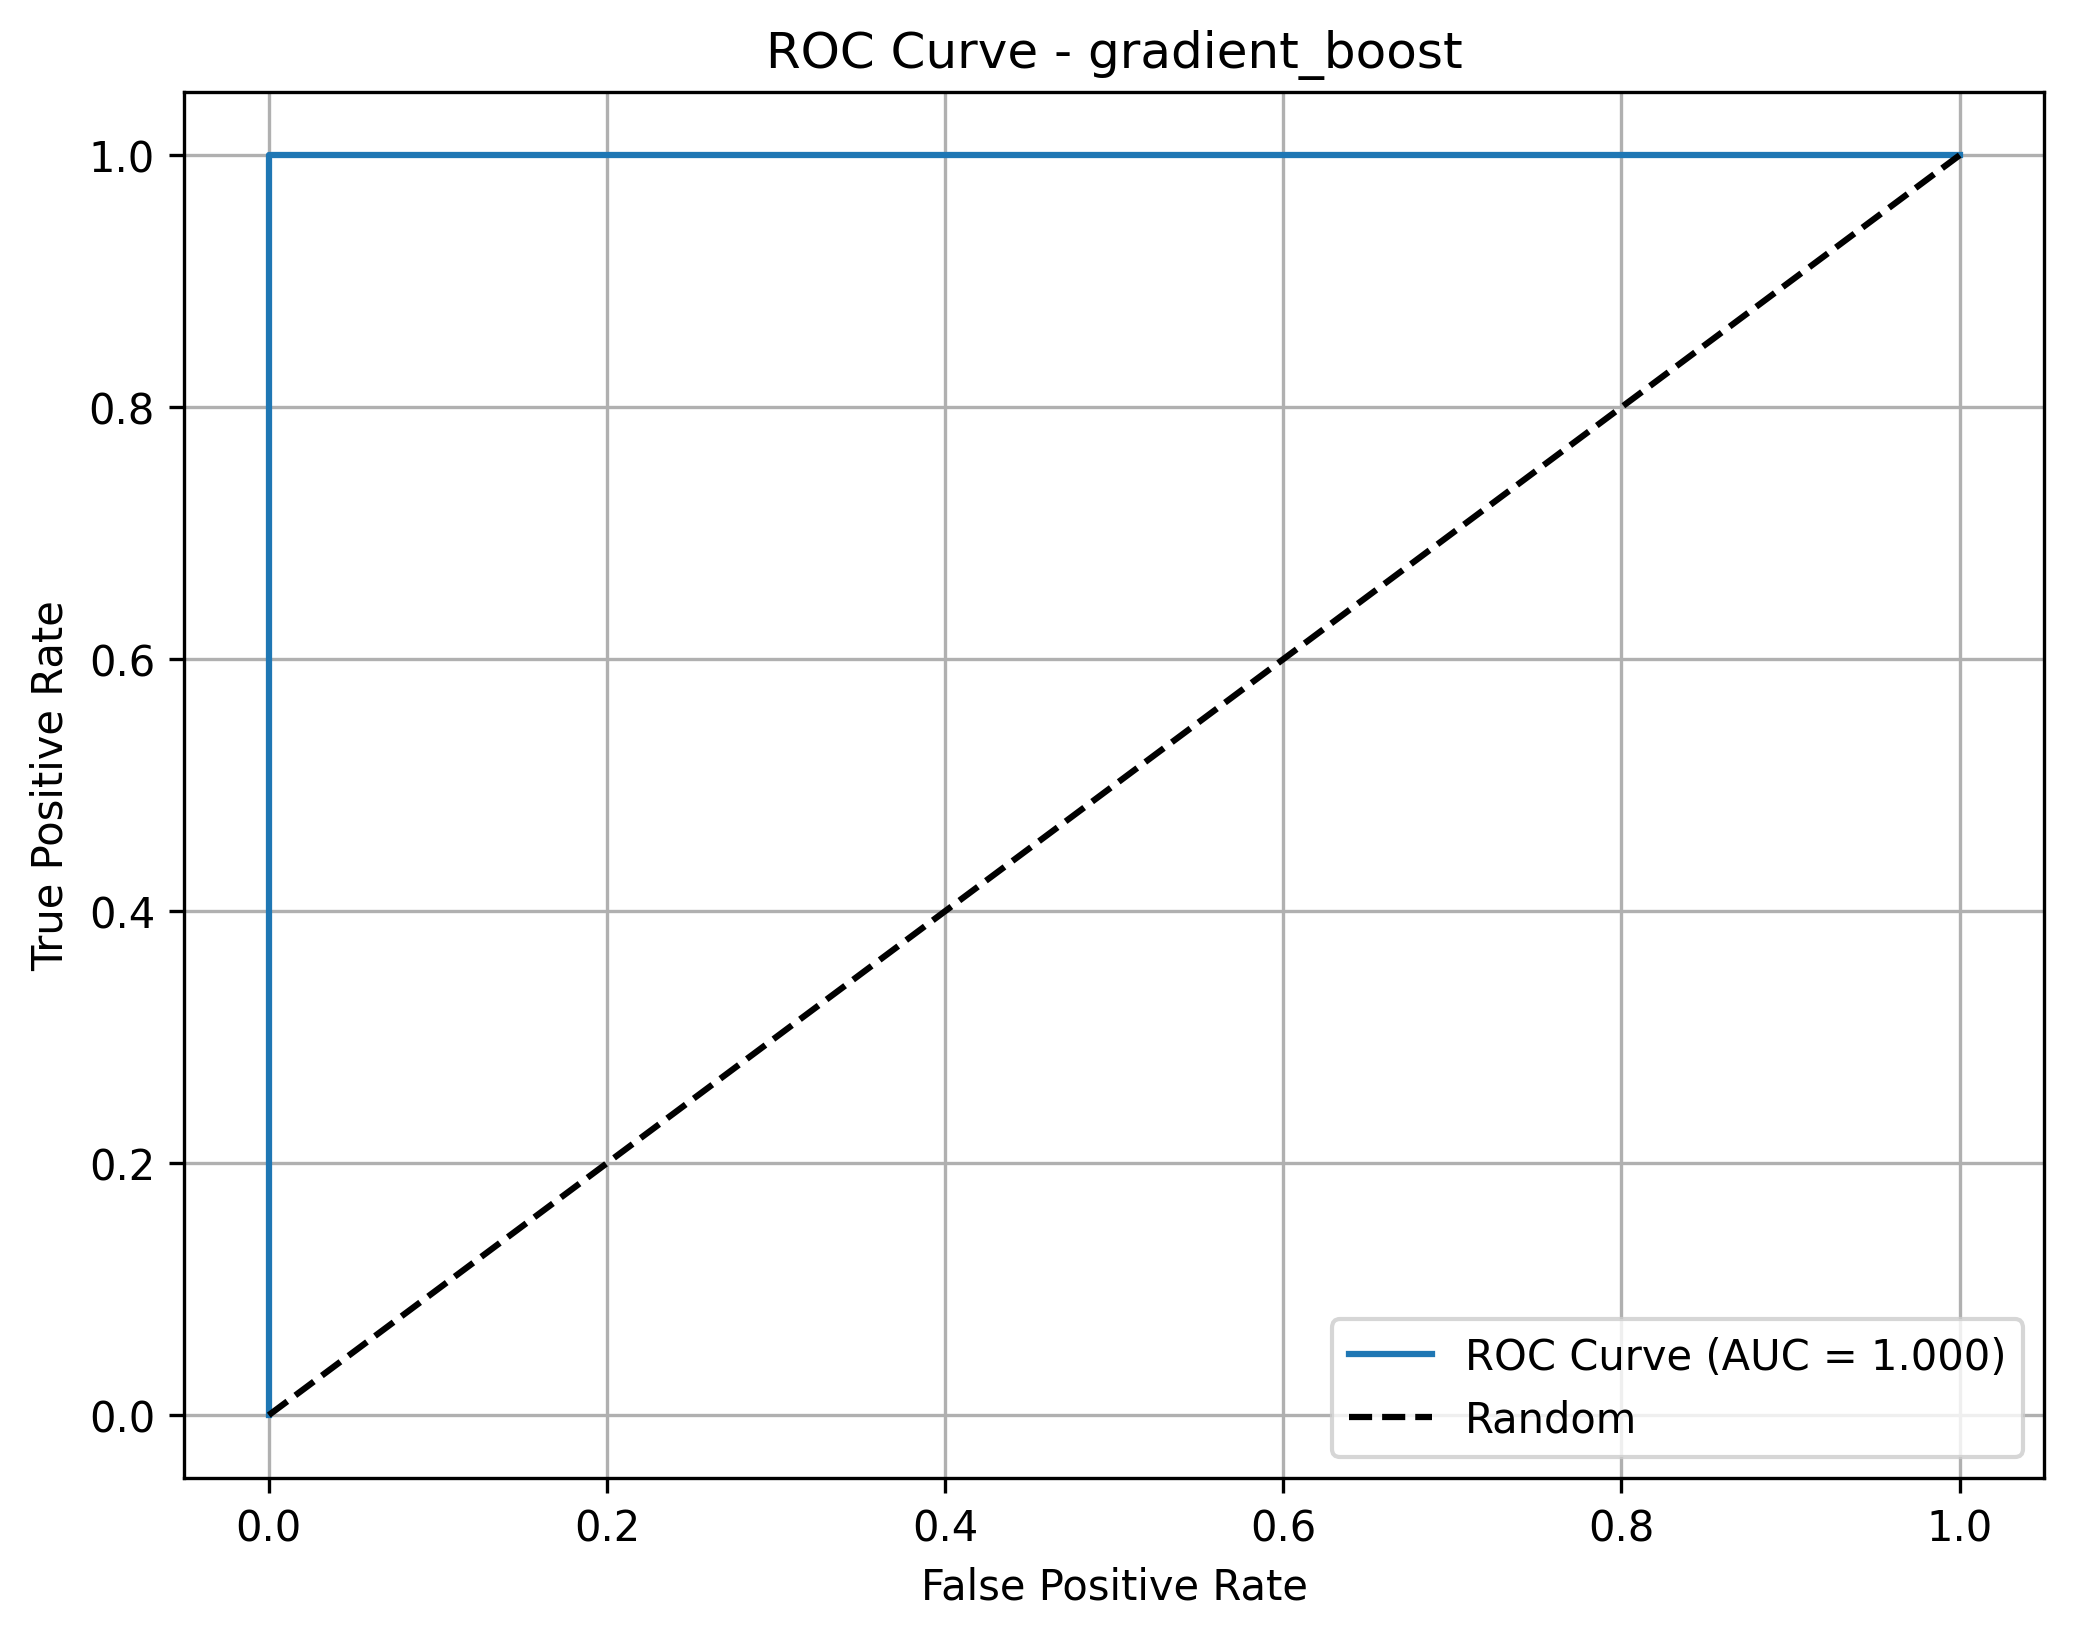 ROC Curve - gradient_boost
True Positive Rate
1.0
0.8
0.6
0.4
0.2
0.0
ROC Curve (AUC = 1.000)
Random
0.0 0.2 0.4 0.6 0.8 1.0
False Positive Rate